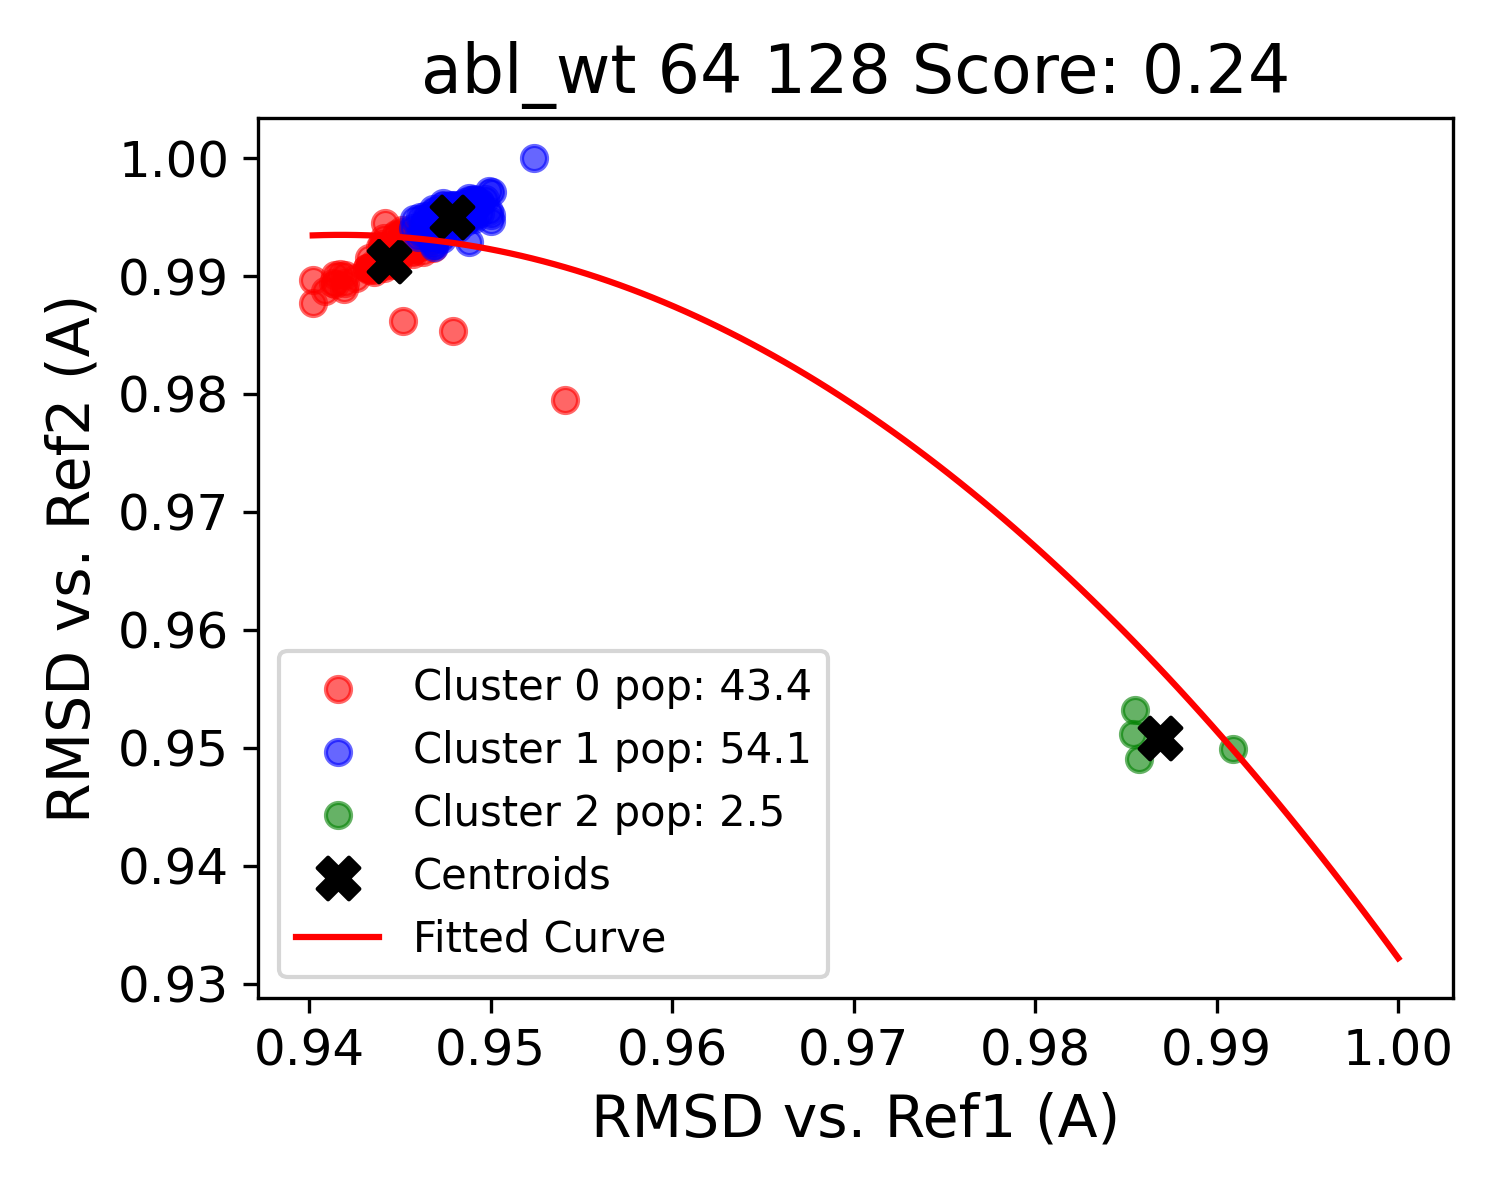 abl_wt 64 128 Score: 0.24
RMSD vs. Ref2 (A)
1.00
0.99
0.98
0.97
0.96
0.95
0.94
0.93
Cluster 0 pop: 43.4
Cluster 1 pop: 54.1
Cluster 2 pop: 2.5
Centroids
Fitted Curve
0.94 0.95 0.96 0.97 0.98 0.99 1.00
RMSD vs. Ref1 (A)